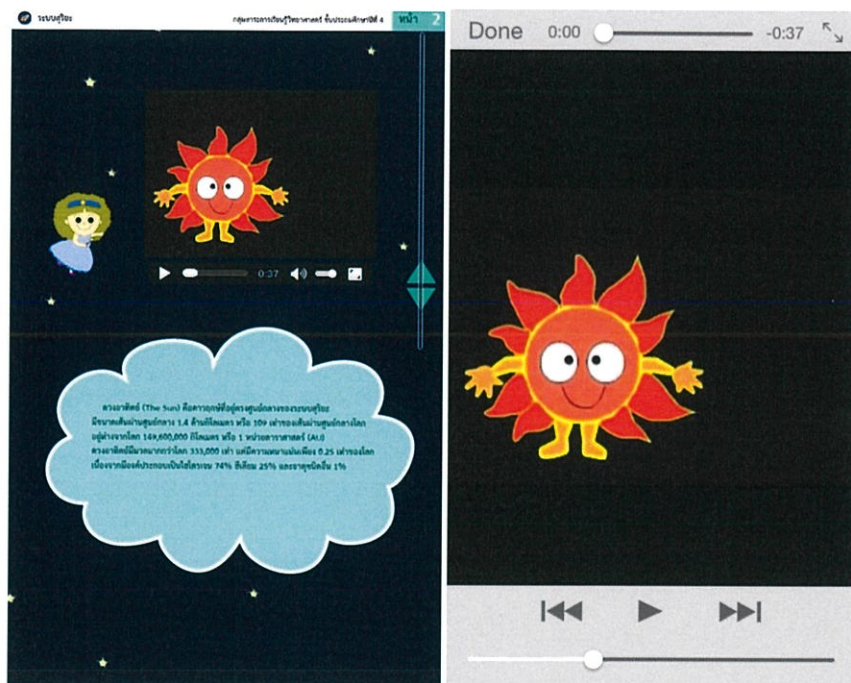 ระบบสุริยะ
กลุ่มสาระการเรียนรู้วิทยาศาสตร์ ชั้นประถมศึกษาปีที่ 4
หน้า 2
0:37
ดวงอาทิตย์ (The Sun) คือดาวฤกษ์ที่อยู่ตรงศูนย์กลางของระบบสุริยะ
มีขนาดเส้นผ่านศูนย์กลาง 1.4 ล้านกิโลเมตร หรือ 109 เท่าของเส้นผ่านศูนย์กลางโลก
อยู่ห่างจากโลก 149,600,000 กิโลเมตร หรือ 1 หน่วยดาราศาสตร์ (AU)
ดวงอาทิตย์มีมวลมากกว่าโลก 333,000 เท่า แต่มีความหนาแน่นเพียง 0.25 เท่าของโลก
เนื่องจากมีองค์ประกอบเป็นไฮโดรเจน 74% ฮีเลียม 25% และธาตุชนิดอื่น 1%
Done 0:00 -0:37